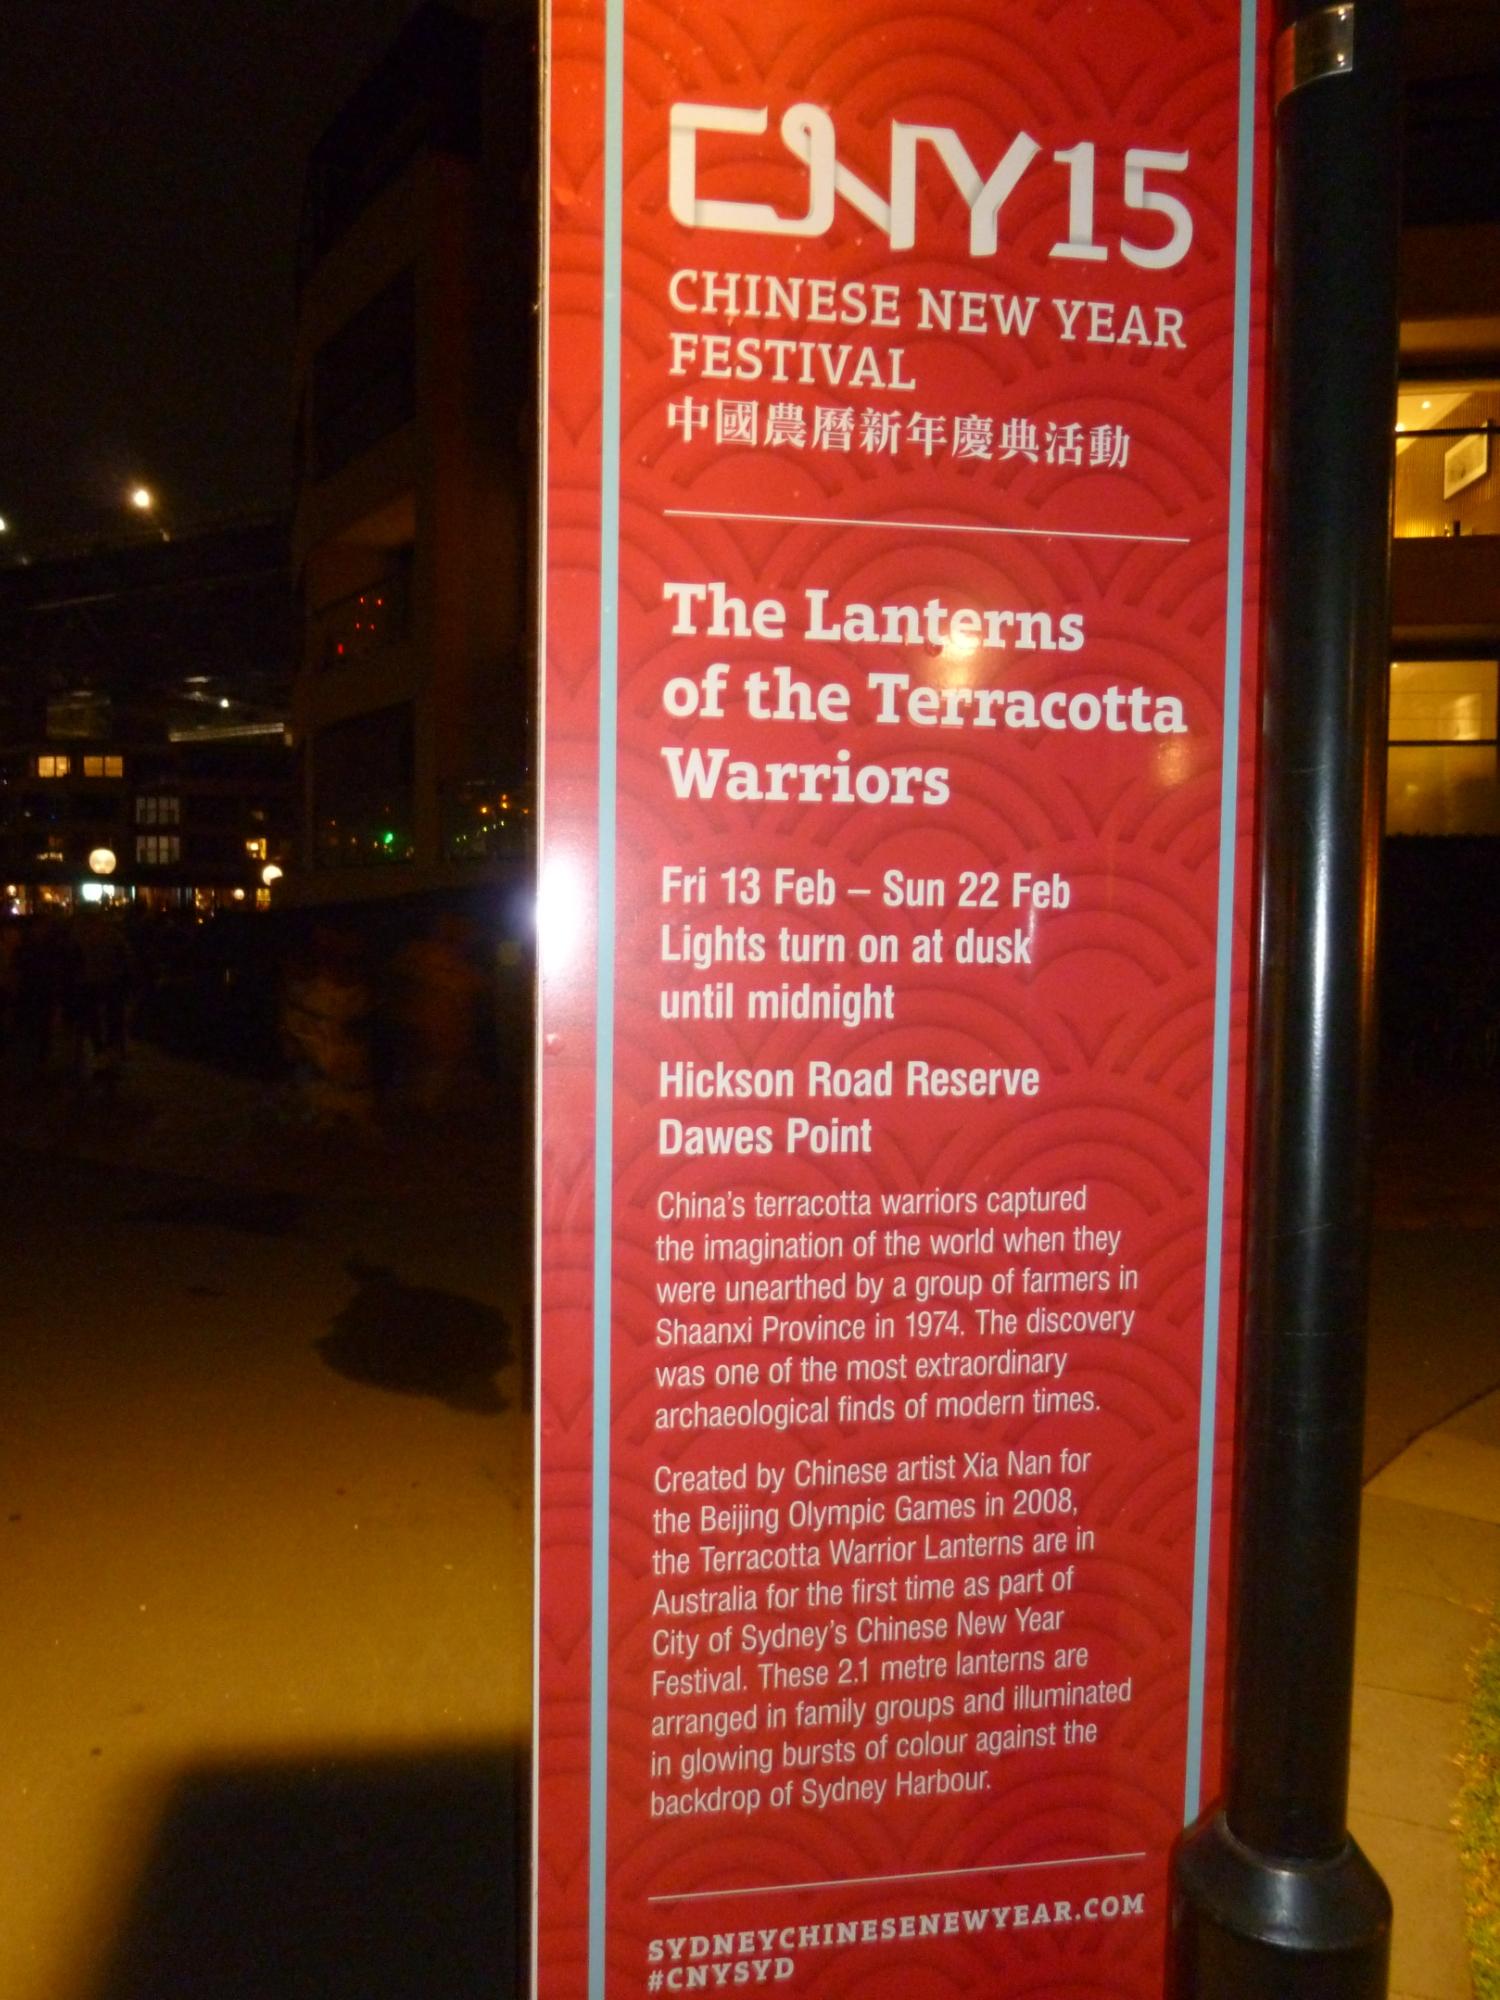 CNY15
CHINESE NEW YEAR
FESTIVAL
中國農曆新年慶典活動
The Lanterns
of the Terracotta
Warriors
Fri 13 Feb – Sun 22 Feb
Lights turn on at dusk
until midnight
Hickson Road Reserve
Dawes Point
China's terracotta warriors captured
the imagination of the world when they
were unearthed by a group of farmers in
Shaanxi Province in 1974. The discovery
was one of the most extraordinary
archaeological finds of modern times.
Created by Chinese artist Xia Nan for
the Beijing Olympic Games in 2008,
the Terracotta Warrior Lanterns are in
Australia for the first time as part of
City of Sydney's Chinese New Year
Festival. These 2.1 metre lanterns are
arranged in family groups and illuminated
in glowing bursts of colour against the
backdrop of Sydney Harbour.
SYDNEYCHINESENEWYEAR.COM
#CNYSYD